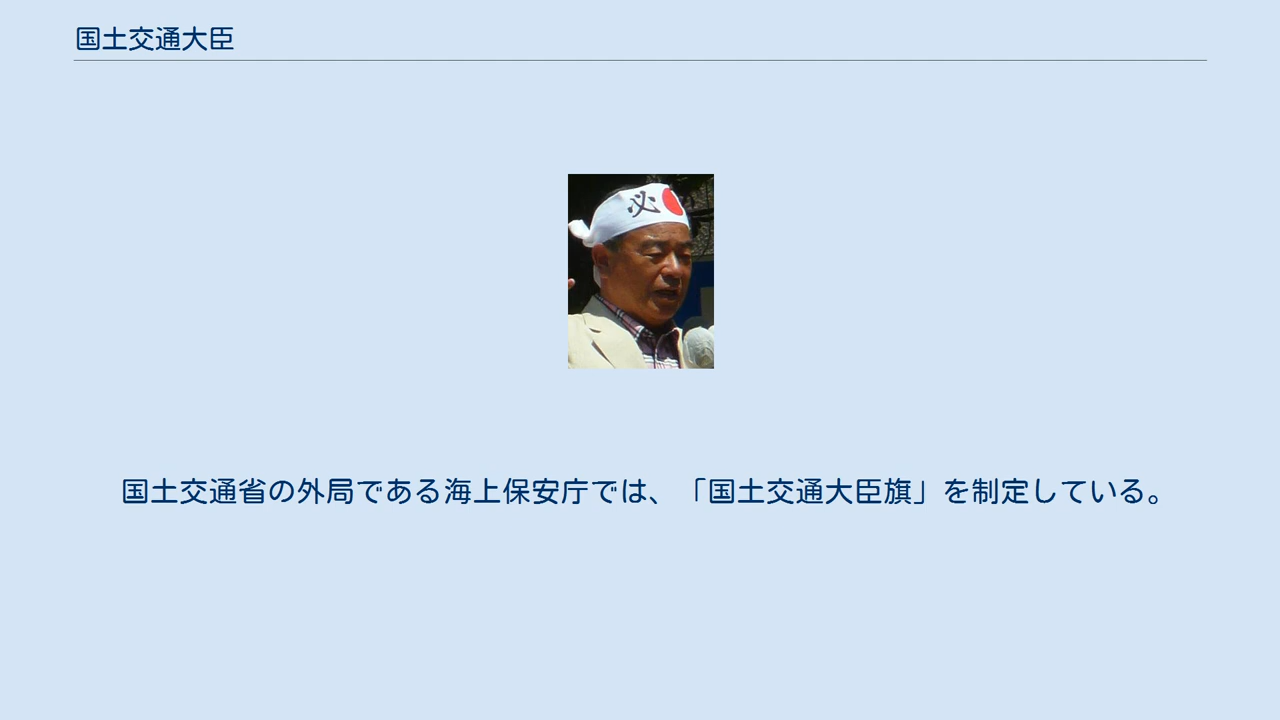 国土交通大臣
必
国土交通省の外局である海上保安庁では、「国土交通大臣旗」を制定している。